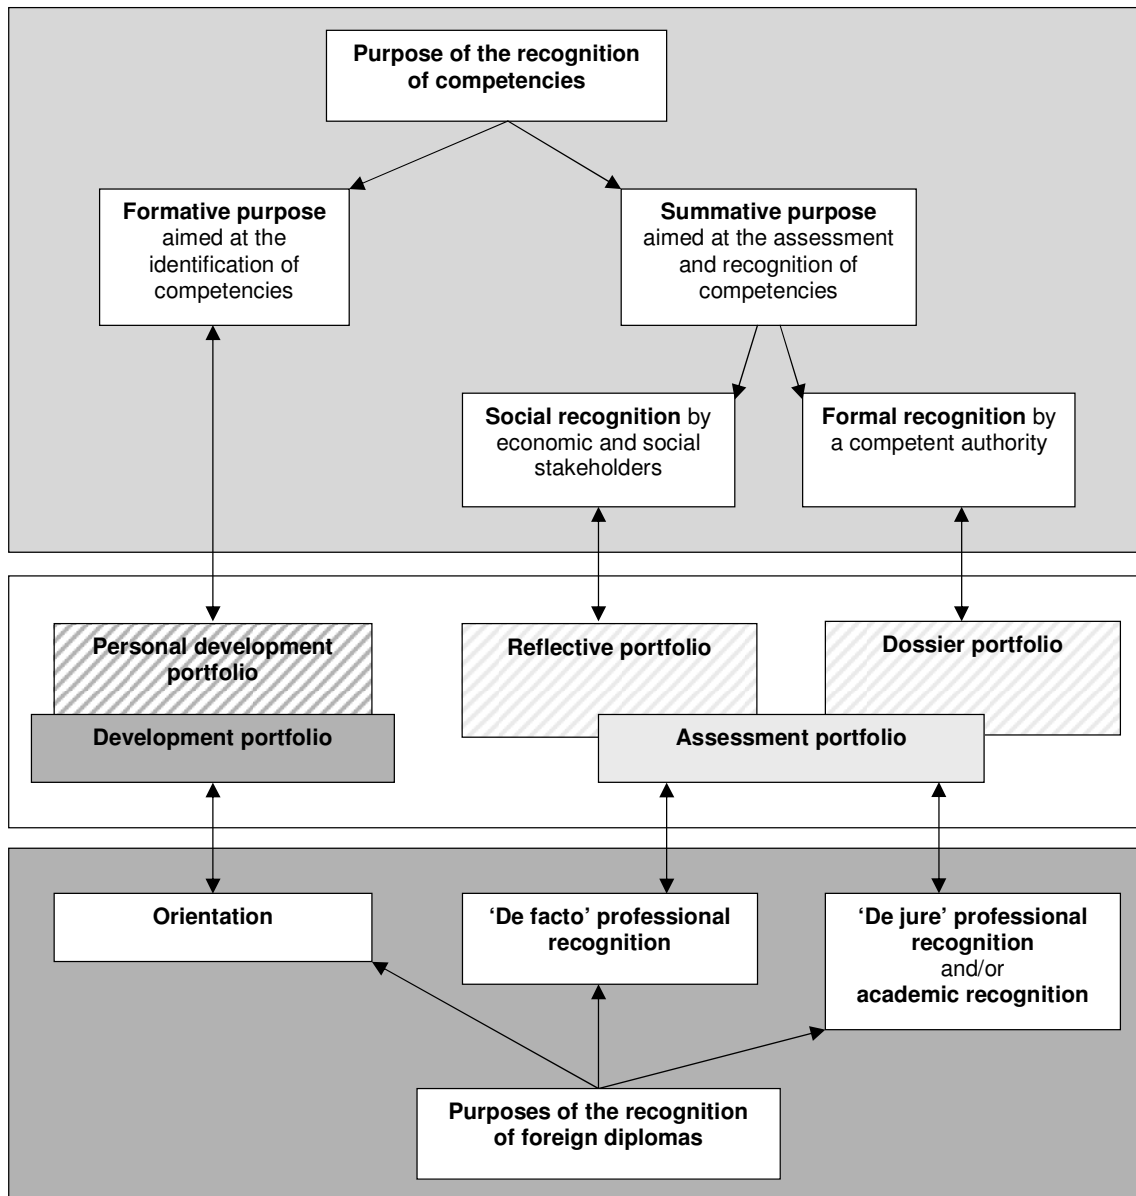 Purpose of the recognition
of competencies
Formative purpose
aimed at the
identification of
competencies
Summative purpose
aimed at the assessment
and recognition of
competencies
Social recognition by
economic and social
stakeholders
Formal recognition by
a competent authority
Personal development
portfolio
Reflective portfolio
Dossier portfolio
Development portfolio
Assessment portfolio
Orientation
‘De facto’ professional
recognition
‘De jure’ professional
recognition
and/or
academic recognition
Purposes of the recognition
of foreign diplomas